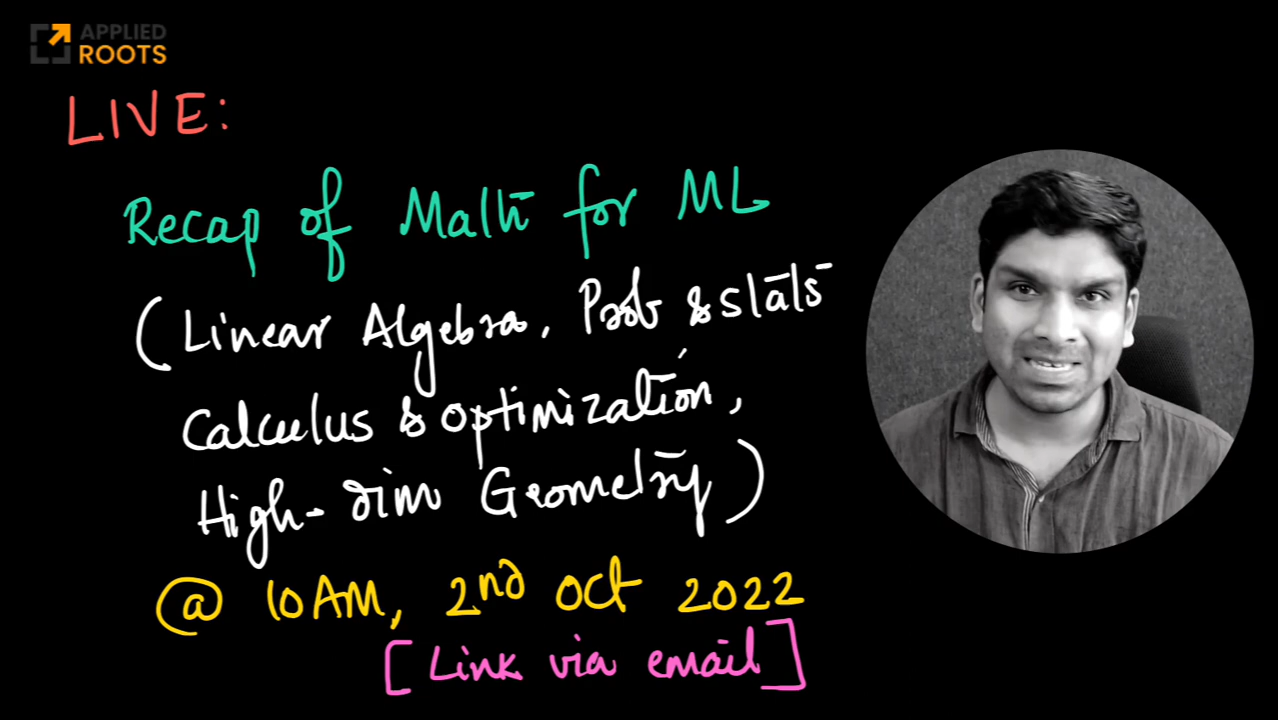 APPLIED
ROOTS
LIVE:
Recap of Math for ML
(Linear Algebra, Prob & Stats
Calculus & Optimization,
High-dim Geometry)
@ 10AM, 2nd Oct 2022
[Link via email]